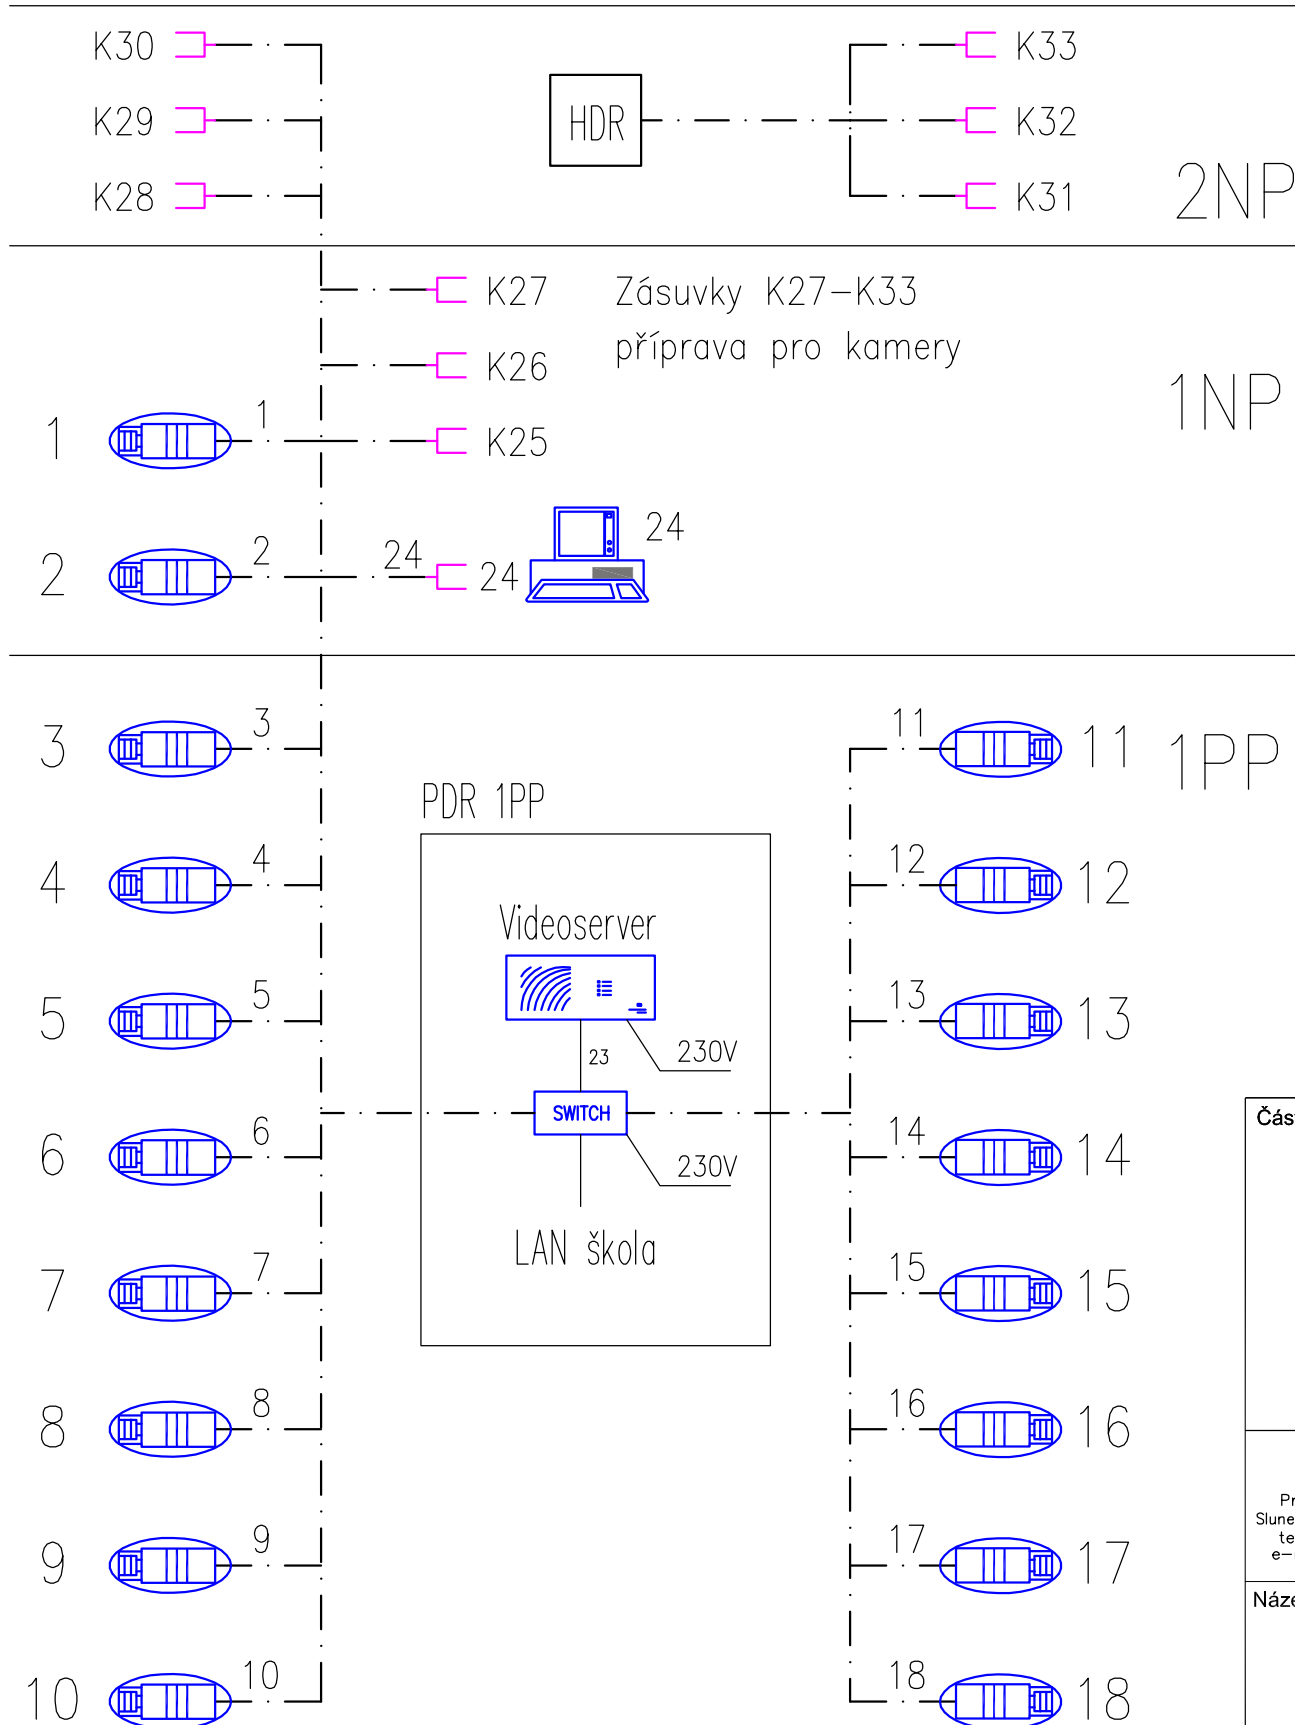 K30
K33
K29
HDR
K32
K28
K31
2NP
K27
Zásuvky K27-K33
příprava pro kamery
K26
1NP
1
1
K25
2
2
24
24
24
3
3
11
11
1PP
PDR 1PP
4
4
12
12
Videoserver
5
5
13
13
23
230V
SWITCH
6
6
14
14
230V
LAN škola
7
7
15
15
8
8
16
16
9
9
17
17
10
10
18
18